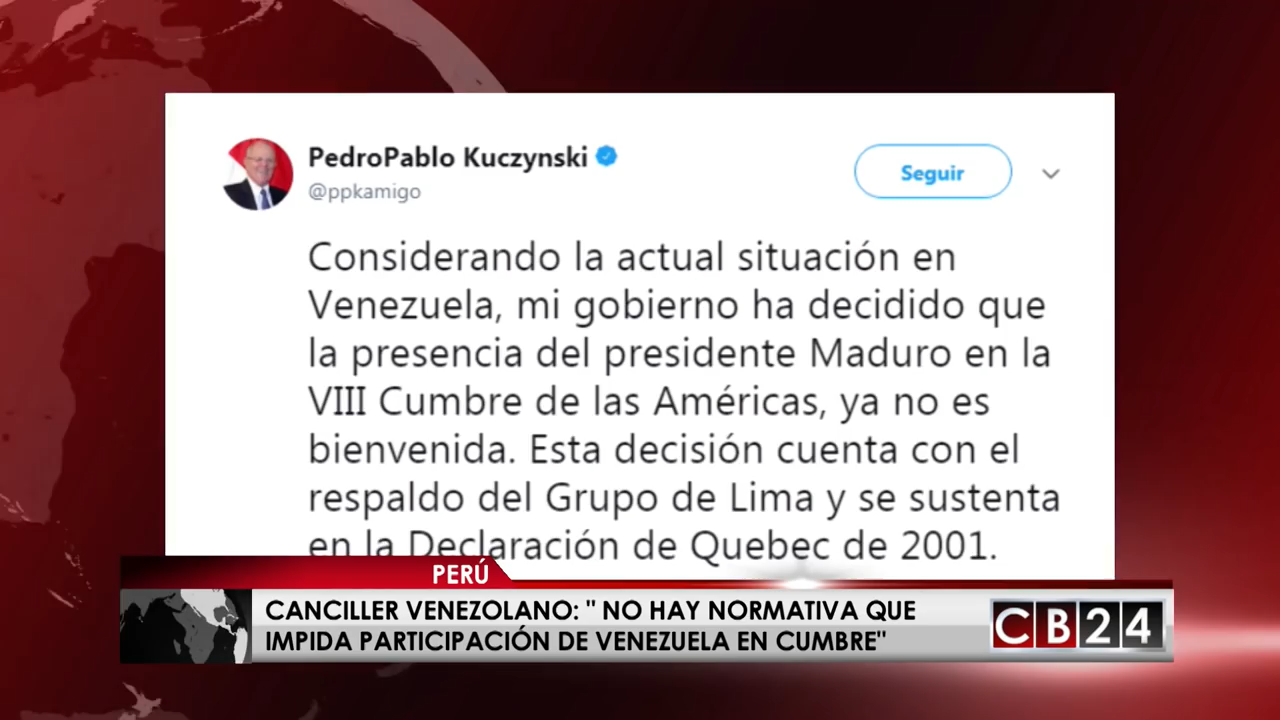 PedroPablo Kuczynski
@ppkamigo
Seguir
Considerando la actual situación en
Venezuela, mi gobierno ha decidido que
la presencia del presidente Maduro en la
VIII Cumbre de las Américas, ya no es
bienvenida. Esta decisión cuenta con el
respaldo del Grupo de Lima y se sustenta
en la Declaración de Quebec de 2001.
PERÚ
CANCILLER VENEZOLANO: " NO HAY NORMATIVA QUE
IMPIDA PARTICIPACIÓN DE VENEZUELA EN CUMBRE"
CB24